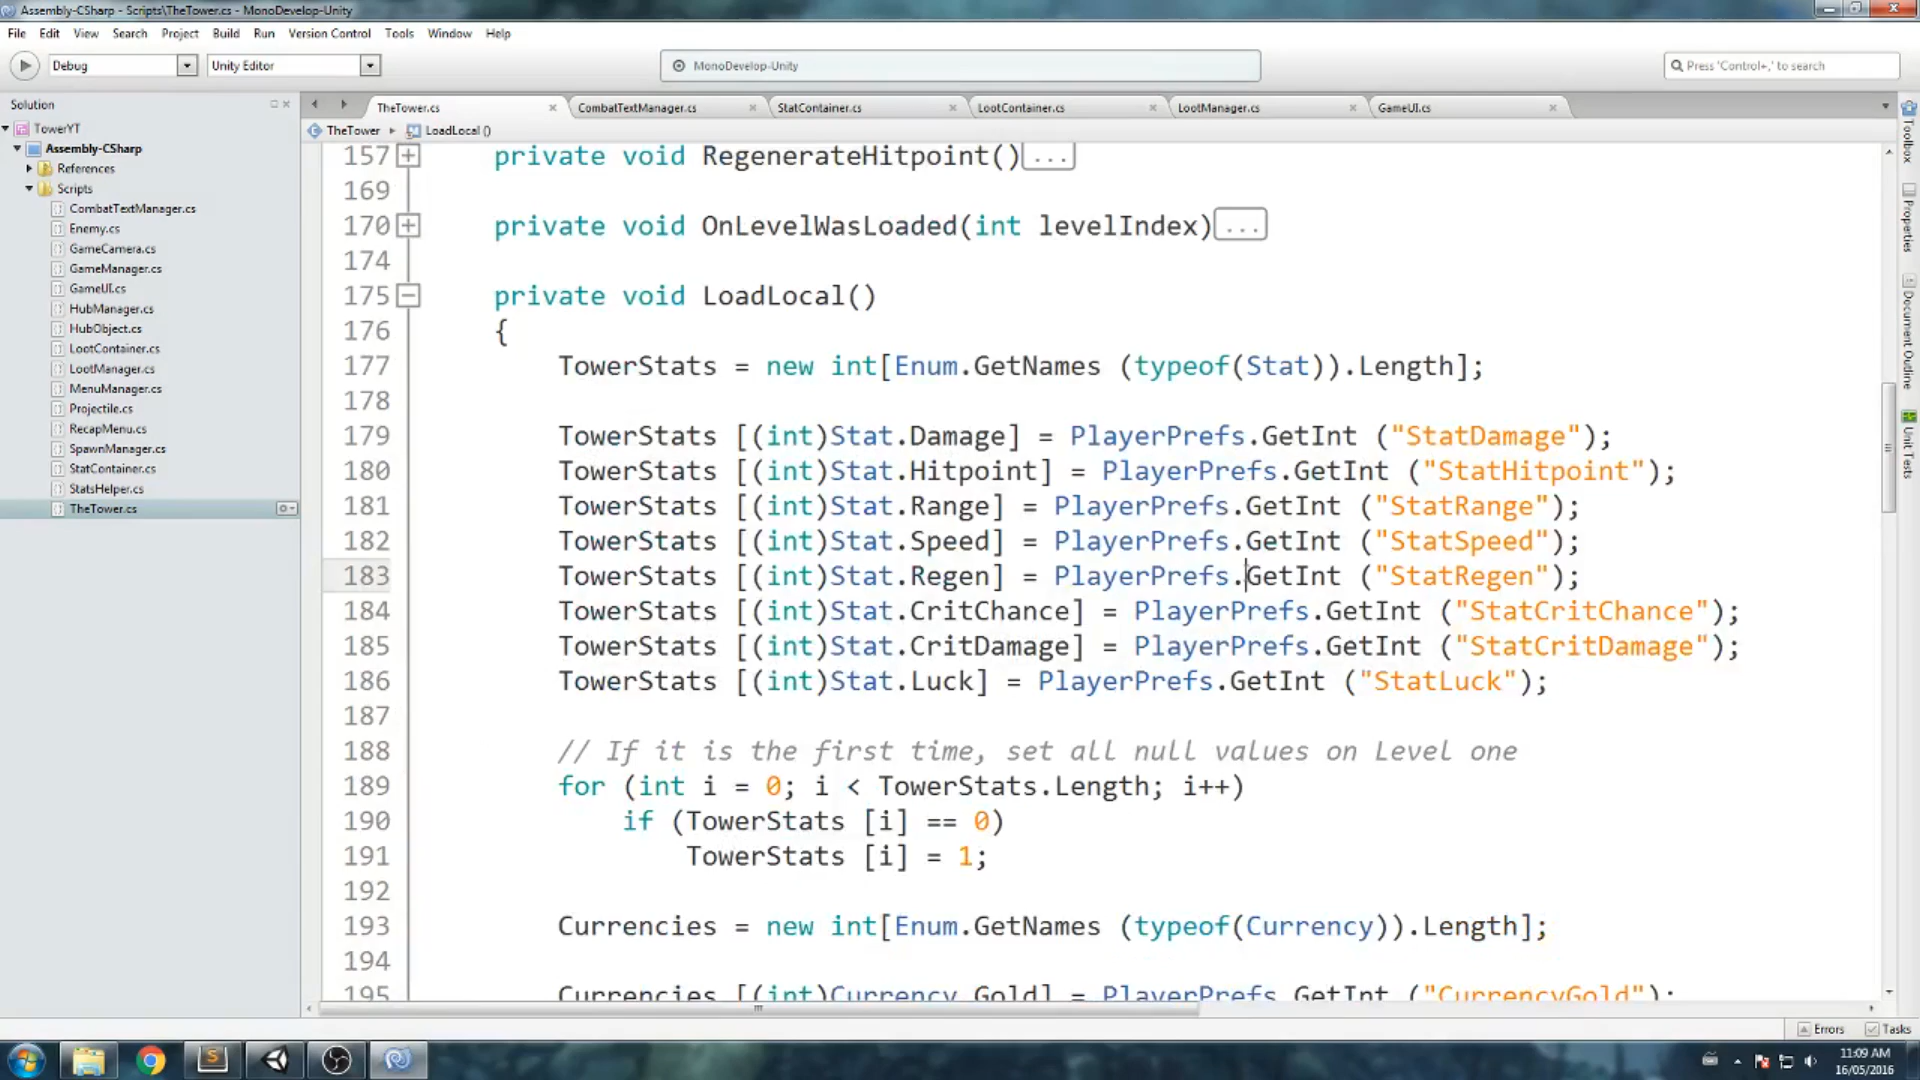 Assembly-CSharp - Scripts\TheTower.cs - MonoDevelop-Unity
File Edit View Search Project Build Run Version Control Tools Window Help
Debug Unity Editor MonoDevelop-Unity Press 'Control+,' to search
Solution
TowerYT
Assembly-CSharp
References
Scripts
CombatTextManager.cs
Enemy.cs
GameCamera.cs
GameManager.cs
GameUI.cs
HubManager.cs
HubObject.cs
LootContainer.cs
LootManager.cs
MenuManager.cs
Projectile.cs
RecapMenu.cs
SpawnManager.cs
StatContainer.cs
StatsHelper.cs
TheTower.cs
TheTower.cs CombatTextManager.cs StatContainer.cs LootContainer.cs LootManager.cs GameUI.cs
TheTower LoadLocal ()
157 private void RegenerateHitpoint()...
169
170 private void OnLevelWasLoaded(int levelIndex)...
174
175 private void LoadLocal()
176 {
177 TowerStats = new int[Enum.GetNames (typeof(Stat)).Length];
178
179 TowerStats [(int)Stat.Damage] = PlayerPrefs.GetInt ("StatDamage");
180 TowerStats [(int)Stat.Hitpoint] = PlayerPrefs.GetInt ("StatHitpoint");
181 TowerStats [(int)Stat.Range] = PlayerPrefs.GetInt ("StatRange");
182 TowerStats [(int)Stat.Speed] = PlayerPrefs.GetInt ("StatSpeed");
183 TowerStats [(int)Stat.Regen] = PlayerPrefs.GetInt ("StatRegen");
184 TowerStats [(int)Stat.CritChance] = PlayerPrefs.GetInt ("StatCritChance");
185 TowerStats [(int)Stat.CritDamage] = PlayerPrefs.GetInt ("StatCritDamage");
186 TowerStats [(int)Stat.Luck] = PlayerPrefs.GetInt ("StatLuck");
187
188 // If it is the first time, set all null values on Level one
189 for (int i = 0; i < TowerStats.Length; i++)
190 if (TowerStats [i] == 0)
191 TowerStats [i] = 1;
192
193 Currencies = new int[Enum.GetNames (typeof(Currency)).Length];
194
195 Currencies [(int)Currency.Gold] = PlayerPrefs.GetInt ("CurrencyGold");
Toolbox
Properties
Document Outline
Unit Tests
Errors Tasks
11:09 AM
16/05/2016